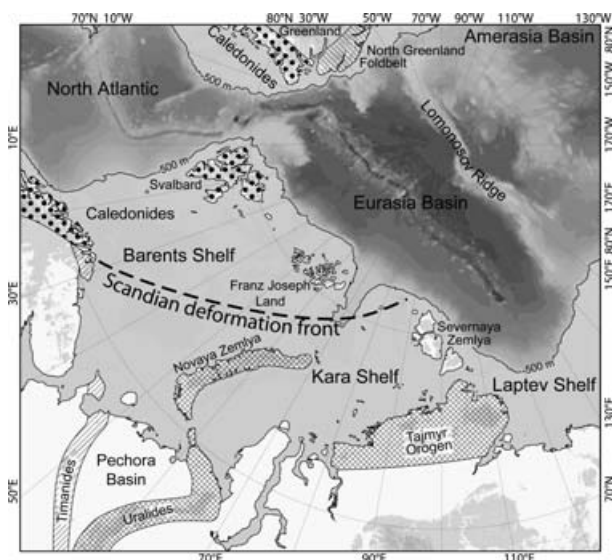 70°N 10°W
80°N 30°W
50°W
90°W
110°W
130°W
Greenland
Caledonides
North Greenland
Foldbelt
Amerasia Basin
80°N
500 m
150°W
North Atlantic
Lomonosov Ridge
170°W
10°E
500 m
Svalbard
Eurasia Basin
170°E
Caledonides
Barents Shelf
150°E
30°E
Franz Joseph
Land
Scandian deformation front
Severnaya
Zemlya
Novaya Zemlya
500 m
Kara Shelf
Laptev Shelf
130°E
Tajmyr
Orogen
Pechora
Basin
Timanides
50°E
Uralides
70°N
70°E
90°E
110°E